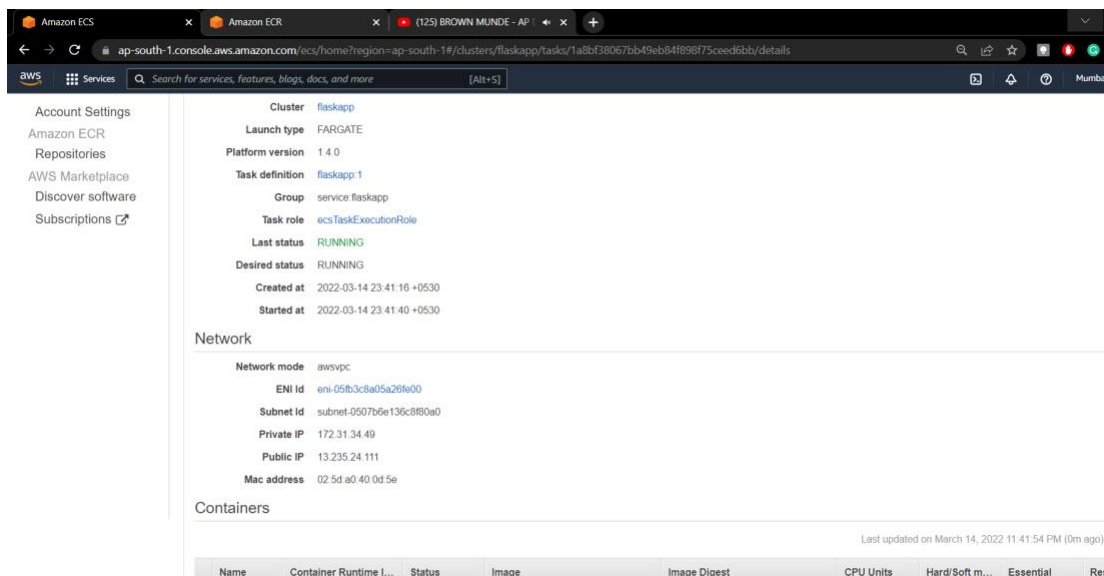 Amazon ECS
Amazon ECR
(125) BROWN MUNDE - AP
ap-south-1.console.aws.amazon.com/ecs/home?region=ap-south-1#/clusters/flaskapp/tasks/1a8bf38067bb49eb84f898f75ceed6bb/details
aws Services Search for services, features, blogs, docs, and more [Alt+S] Mumba
Account Settings
Amazon ECR
Repositories
AWS Marketplace
Discover software
Subscriptions
Cluster flaskapp
Launch type FARGATE
Platform version 1.4.0
Task definition flaskapp:1
Group service:flaskapp
Task role ecsTaskExecutionRole
Last status RUNNING
Desired status RUNNING
Created at 2022-03-14 23:41:16 +0530
Started at 2022-03-14 23:41:40 +0530
Network
Network mode awsvpc
ENI Id eni-05fb3c8a05a26fe00
Subnet Id subnet-0507b6e136c8f80a0
Private IP 172.31.34.49
Public IP 13.235.24.111
Mac address 02:5d:a0:40:0d:5e
Containers
Last updated on March 14, 2022 11:41:54 PM (0m ago)
Name Container Runtime I... Status Image Image Digest CPU Units Hard/Soft m... Essential Re